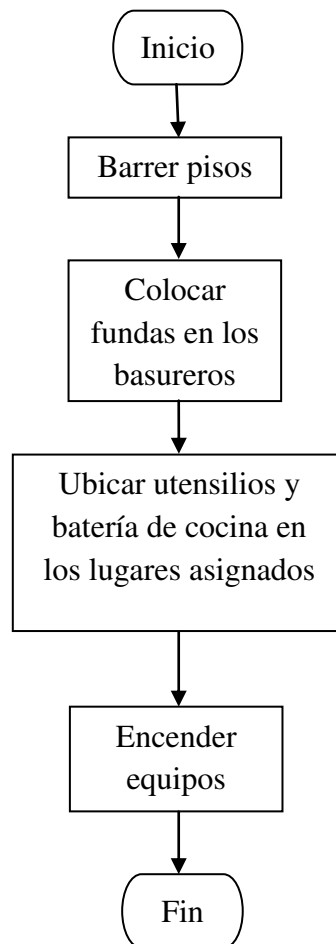 Inicio
Barrer pisos
Colocar
fundas en los
basureros
Ubicar utensilios y
batería de cocina en
los lugares asignados
Encender
equipos
Fin